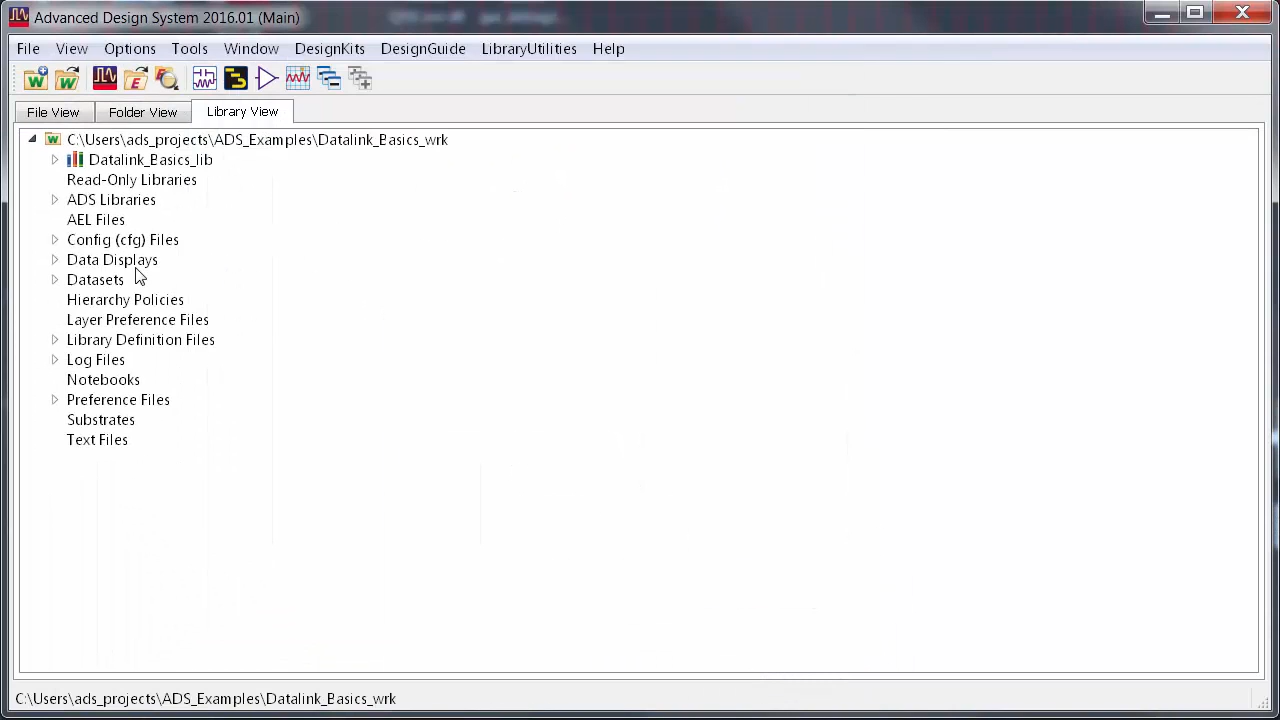 Advanced Design System 2016.01 (Main)
File View Options Tools Window DesignKits DesignGuide LibraryUtilities Help
File View Folder View Library View
C:\Users\ads_projects\ADS_Examples\Datalink_Basics_wrk
Datalink_Basics_lib
Read-Only Libraries
ADS Libraries
AEL Files
Config (cfg) Files
Data Displays
Datasets
Hierarchy Policies
Layer Preference Files
Library Definition Files
Log Files
Notebooks
Preference Files
Substrates
Text Files
C:\Users\ads_projects\ADS_Examples\Datalink_Basics_wrk